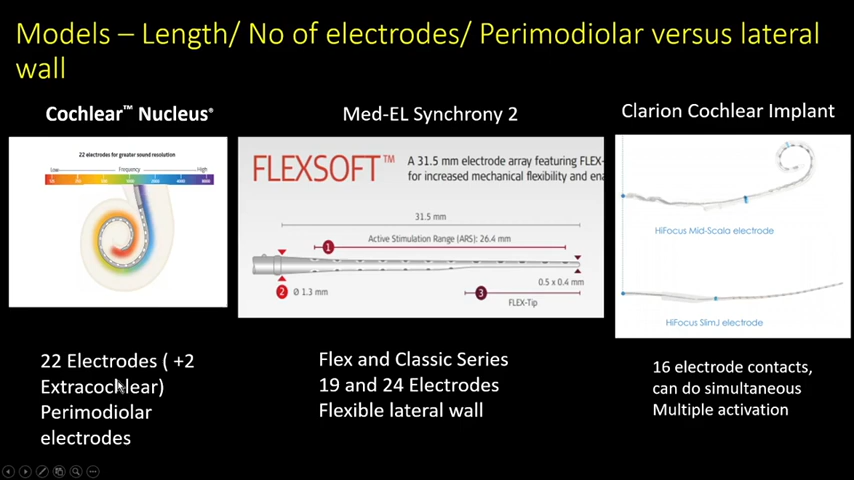 Models – Length/ No of electrodes/ Perimodiolar versus lateral
wall
Cochlear™ Nucleus®
22 electrodes for greater sound resolution
Low Frequency High
Med-EL Synchrony 2
FLEXSOFT™
A 31.5 mm electrode array featuring FLEX-
for increased mechanical flexibility and ena
31.5 mm
1 Active Stimulation Range (ARS): 26.4 mm
0.5 x 0.4 mm
2 Ø 1.3 mm
3
FLEX-Tip
Clarion Cochlear Implant
HiFocus Mid-Scala electrode
HiFocus SlimJ electrode
22 Electrodes ( +2
Extracochlear)
Perimodiolar
electrodes
Flex and Classic Series
19 and 24 Electrodes
Flexible lateral wall
16 electrode contacts,
can do simultaneous
Multiple activation